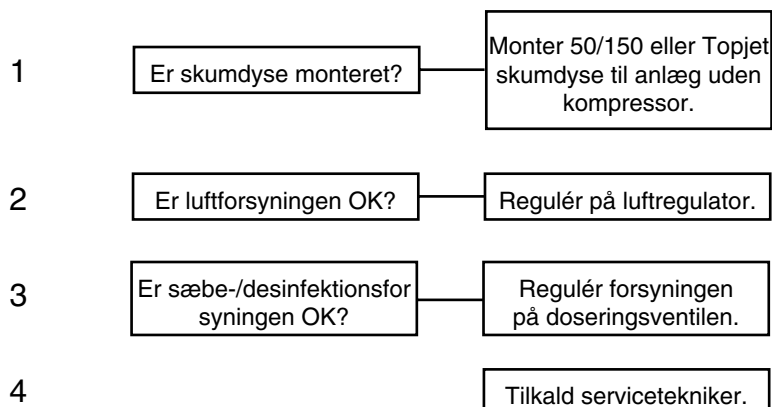 1
Er skumdyse monteret?
Monter 50/150 eller Topjet
skumdyse til anlæg uden
kompressor.
2
Er luftforsyningen OK?
Regulér på luftregulator.
3
Er sæbe-/desinfektionsfor
syningen OK?
Regulér forsyningen
på doseringsventilen.
4
Tilkald servicetekniker.